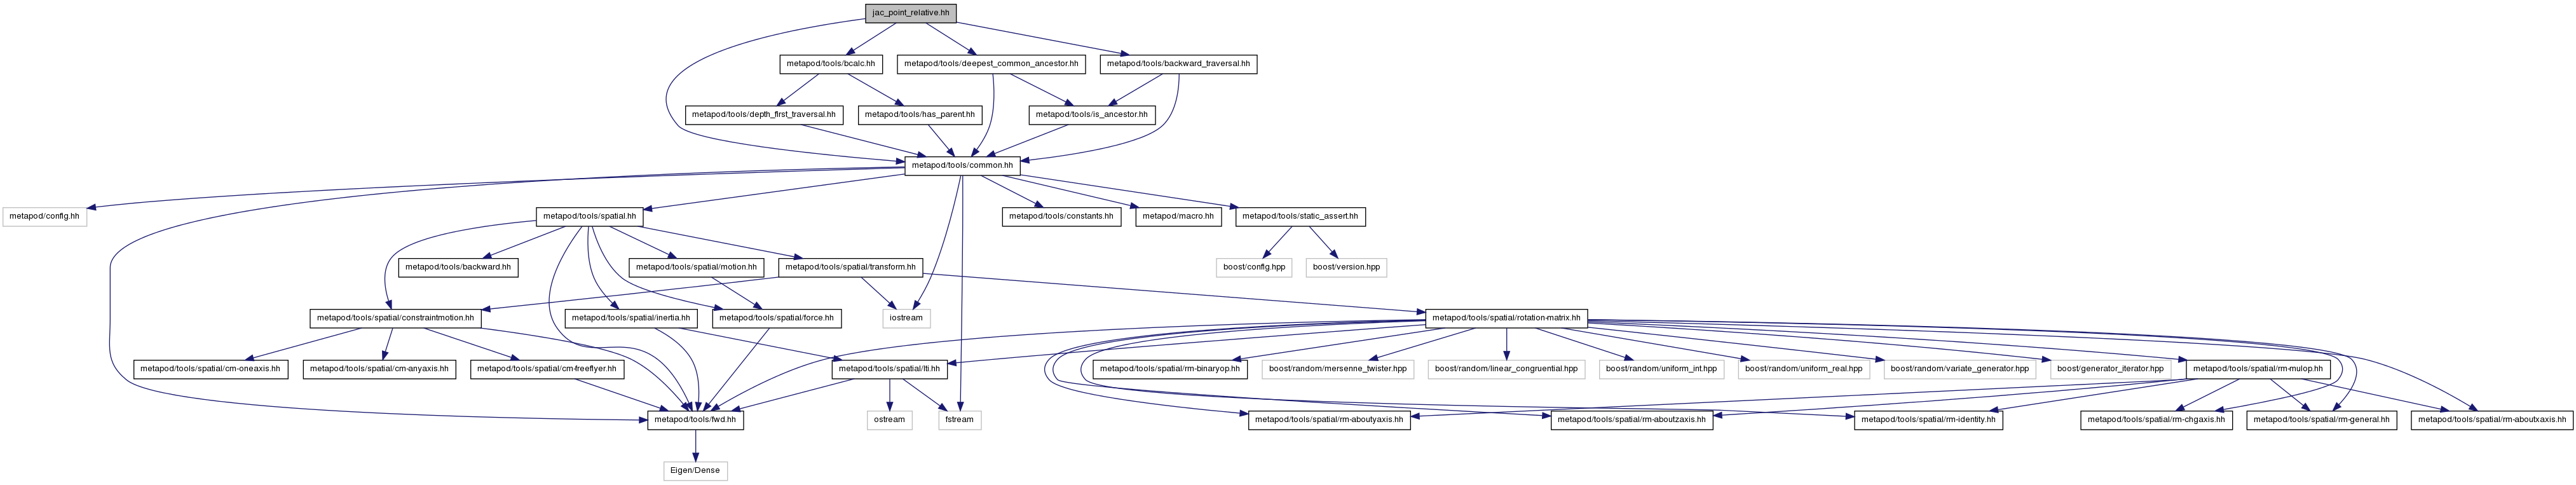 jac_point_relative.hh
metapod/tools/bcalc.hh
metapod/tools/deepest_common_ancestor.hh
metapod/tools/backward_traversal.hh
metapod/tools/depth_first_traversal.hh
metapod/tools/has_parent.hh
metapod/tools/is_ancestor.hh
metapod/tools/common.hh
metapod/config.hh
metapod/tools/spatial.hh
metapod/tools/constants.hh
metapod/macro.hh
metapod/tools/static_assert.hh
metapod/tools/backward.hh
metapod/tools/spatial/motion.hh
metapod/tools/spatial/transform.hh
boost/config.hpp
boost/version.hpp
metapod/tools/spatial/constraintmotion.hh
metapod/tools/spatial/inertia.hh
metapod/tools/spatial/force.hh
iostream
metapod/tools/spatial/rotation-matrix.hh
metapod/tools/spatial/cm-oneaxis.hh
metapod/tools/spatial/cm-anyaxis.hh
metapod/tools/spatial/cm-freeflyer.hh
metapod/tools/spatial/lti.hh
metapod/tools/spatial/rm-binaryop.hh
boost/random/mersenne_twister.hpp
boost/random/linear_congruential.hpp
boost/random/uniform_int.hpp
boost/random/uniform_real.hpp
boost/random/variate_generator.hpp
boost/generator_iterator.hpp
metapod/tools/spatial/rm-mulop.hh
metapod/tools/fwd.hh
ostream
fstream
metapod/tools/spatial/rm-aboutyaxis.hh
metapod/tools/spatial/rm-aboutzaxis.hh
metapod/tools/spatial/rm-identity.hh
metapod/tools/spatial/rm-chgaxis.hh
metapod/tools/spatial/rm-general.hh
metapod/tools/spatial/rm-aboutxaxis.hh
Eigen/Dense